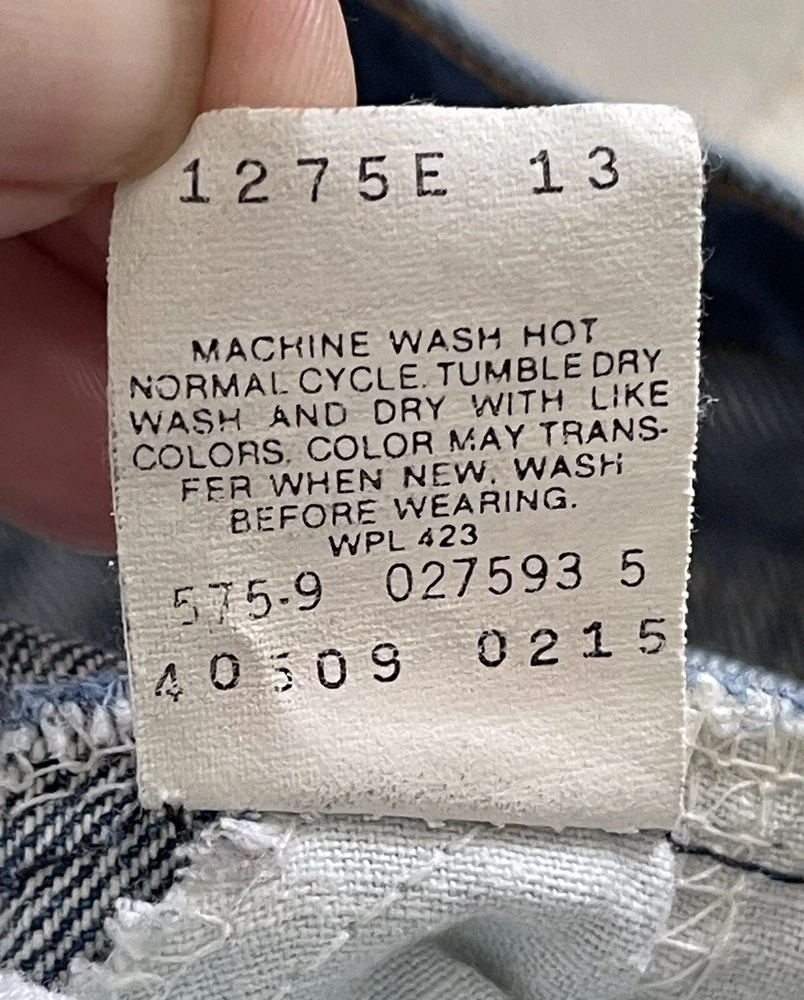 1275E 13
MACHINE WASH HOT
NORMAL CYCLE. TUMBLE DRY
WASH AND DRY WITH LIKE
COLORS. COLOR MAY TRANS-
FER WHEN NEW. WASH
BEFORE WEARING.
WPL 423
575-9 027593 5
40509 0215